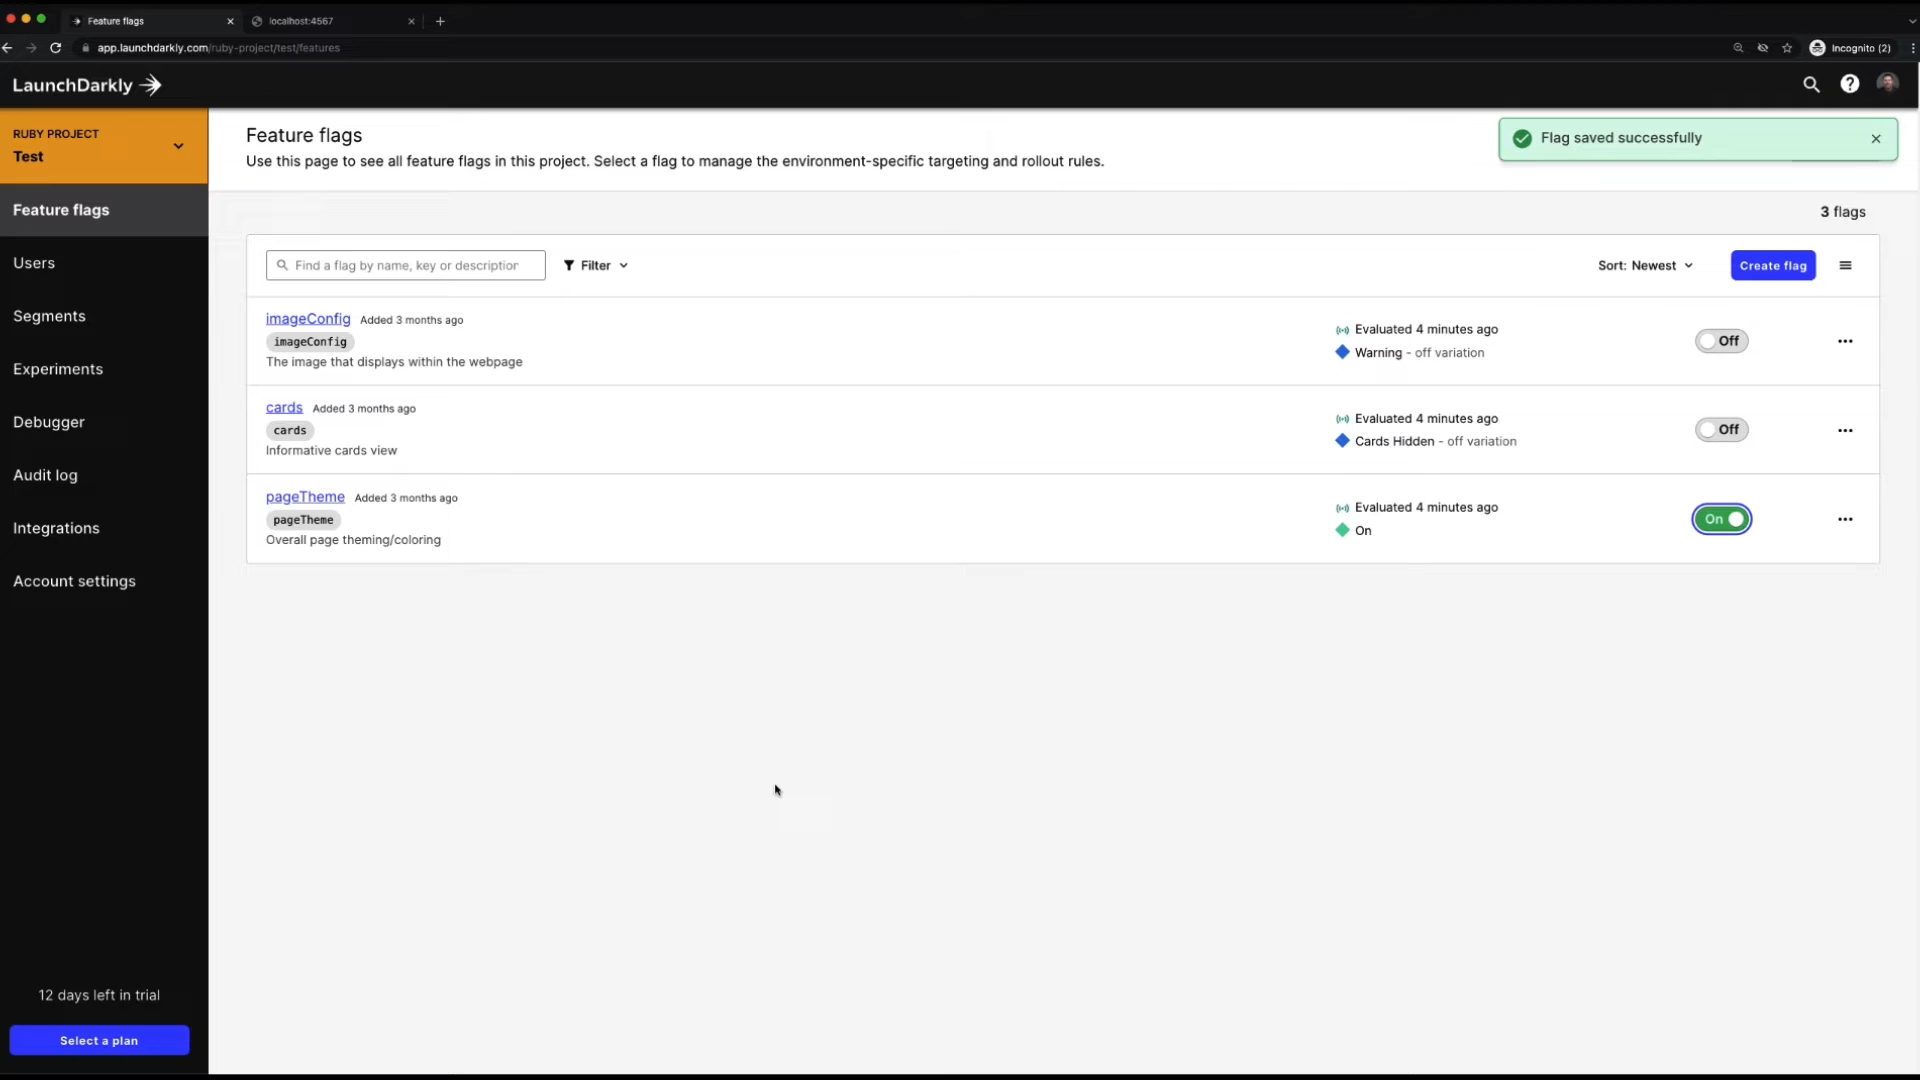 Feature flags
localhost:4567
app.launchdarkly.com/ruby-project/test/features
Incognito (2)
LaunchDarkly
RUBY PROJECT
Test
Feature flags
Users
Segments
Experiments
Debugger
Audit log
Integrations
Account settings
12 days left in trial
Select a plan
Feature flags
Use this page to see all feature flags in this project. Select a flag to manage the environment-specific targeting and rollout rules.
Flag saved successfully
3 flags
Find a flag by name, key or description
Filter
Sort: Newest
Create flag
imageConfig Added 3 months ago
imageConfig
The image that displays within the webpage
Evaluated 4 minutes ago
Warning - off variation
Off
cards Added 3 months ago
cards
Informative cards view
Evaluated 4 minutes ago
Cards Hidden - off variation
Off
pageTheme Added 3 months ago
pageTheme
Overall page theming/coloring
Evaluated 4 minutes ago
On
On